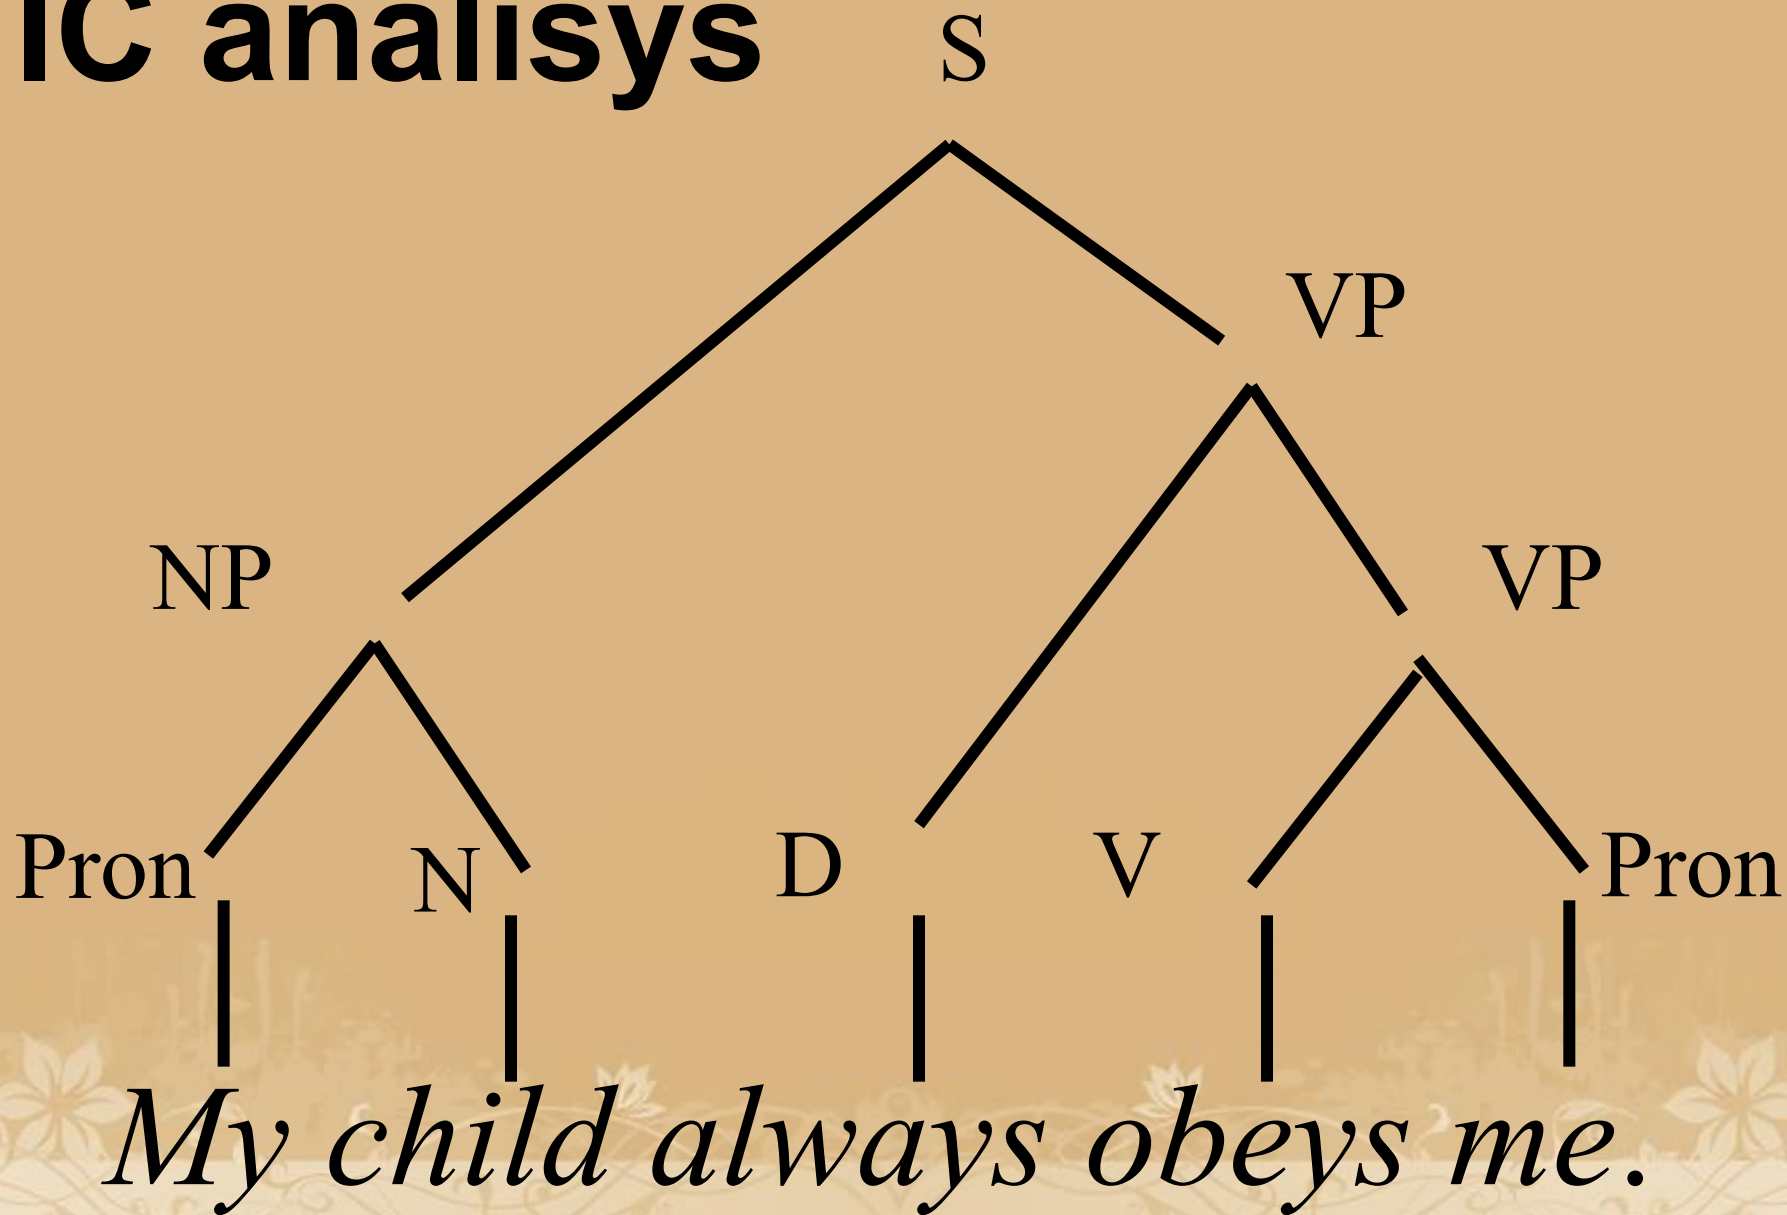 IC analisys
S
VP
NP VP
Pron N D V Pron
My child always obeys me.